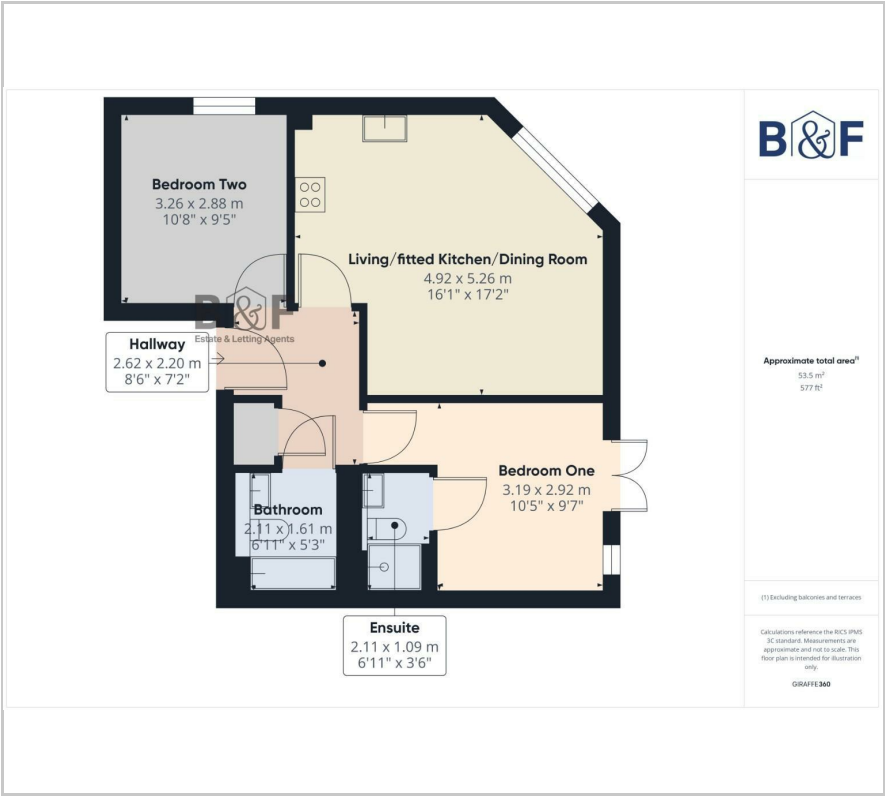 Bedroom Two
3.26 x 2.88 m
10'8" x 9'5"
Living/fitted Kitchen/Dining Room
4.92 x 5.26 m
16'1" x 17'2"
B&F
Estate & Letting Agents
Hallway
2.62 x 2.20 m
8'6" x 7'2"
Bedroom One
3.19 x 2.92 m
10'5" x 9'7"
Bathroom
2.11 x 1.61 m
6'11" x 5'3"
Ensuite
2.11 x 1.09 m
6'11" x 3'6"
B&F
Approximate total area(1)
53.5 m²
577 ft²
(1) Excluding balconies and terraces
Calculations reference the RICS IPMS
3C standard. Measurements are
approximate and not to scale. This
floor plan is intended for illustration
only.
GIRAFFE360